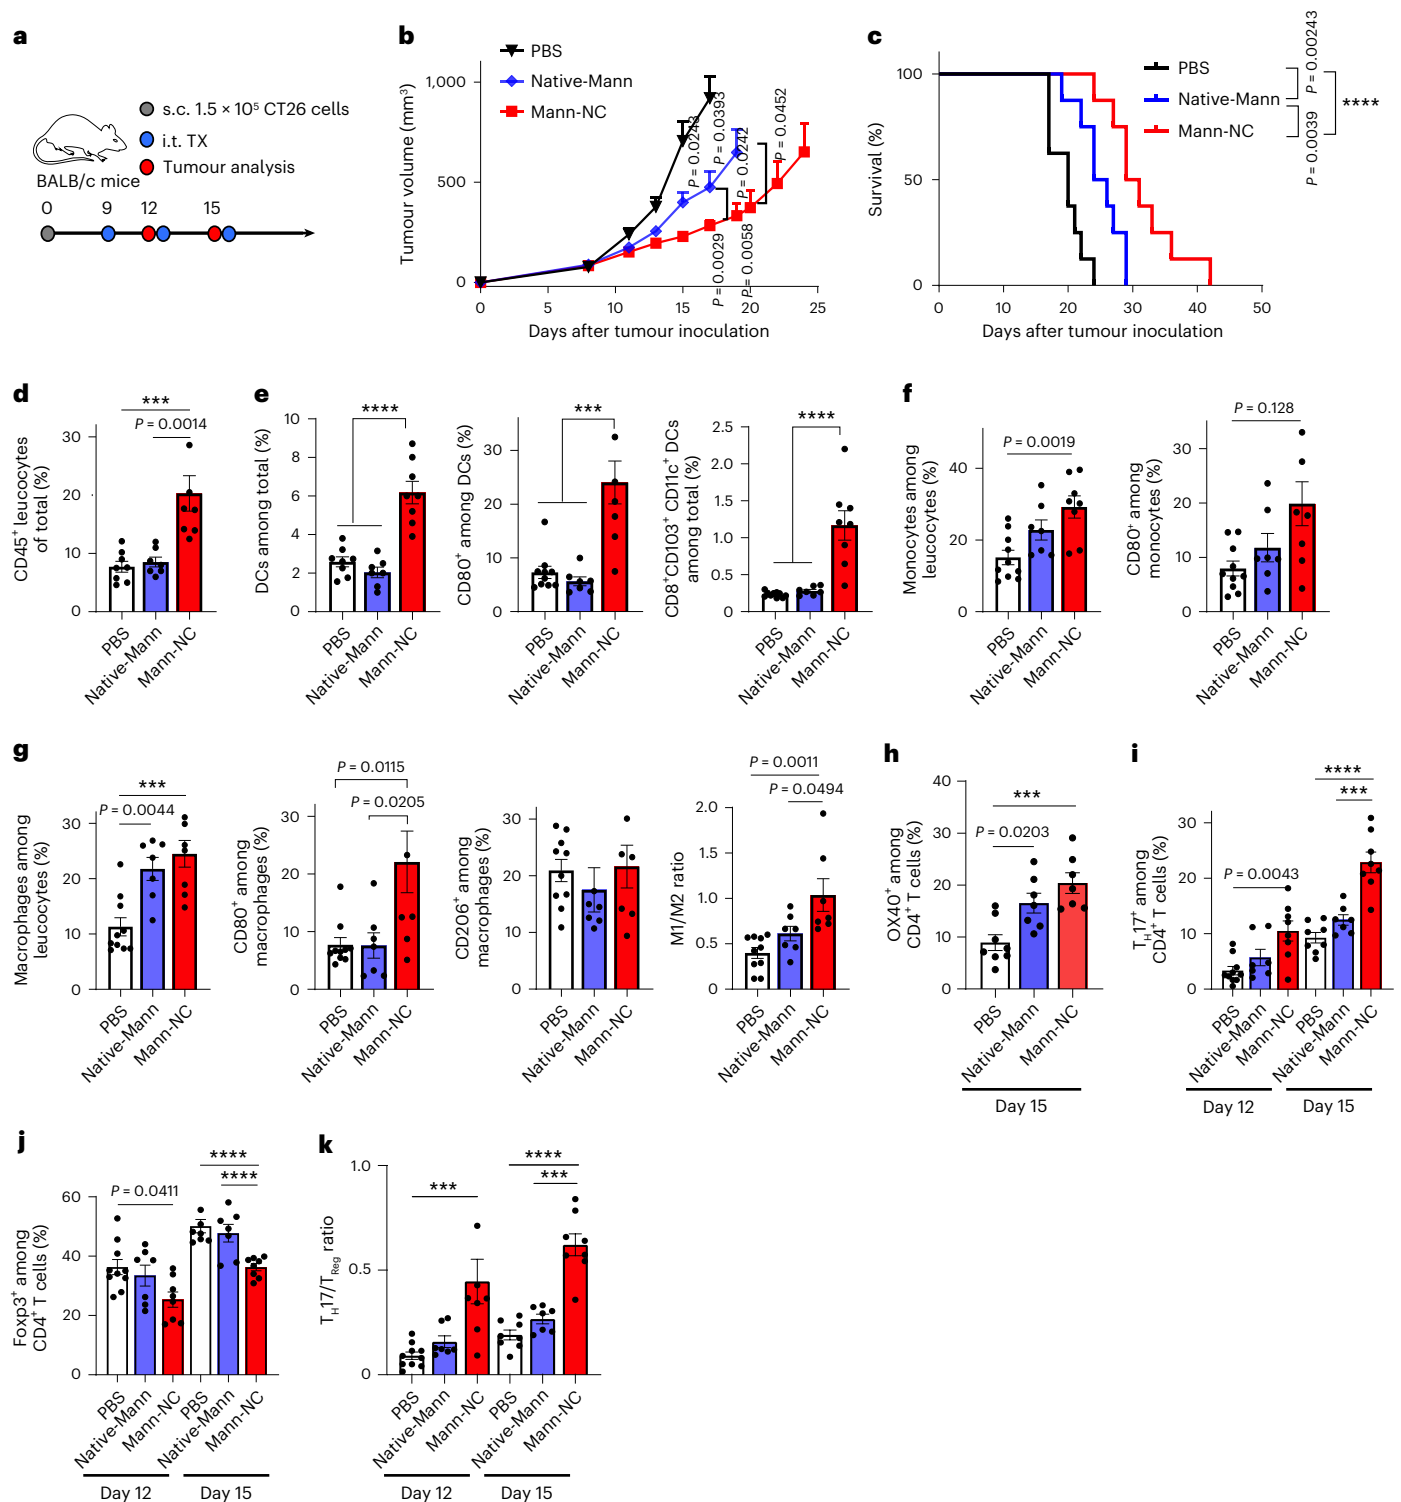 a
s.c. 1.5 × 10⁵ CT26 cells
i.t. TX
Tumour analysis
BALB/c mice
0 9 12 15
b
PBS
Native-Mann
Mann-NC
Tumour volume (mm³)
1,000
500
0
P = 0.0243
P = 0.0393
P = 0.0242
P = 0.0452
P = 0.0029
P = 0.0058
0 5 10 15 20 25
Days after tumour inoculation
c
PBS
Native-Mann
Mann-NC
P = 0.00243
P = 0.0039
****
Survival (%)
100
50
0
0 10 20 30 40 50
Days after tumour inoculation
d
CD45⁺ leucocytes
of total (%)
***
P = 0.0014
30
20
10
0
PBS
Native-Mann
Mann-NC
e
DCs among total (%)
****
10
8
6
4
2
0
PBS
Native-Mann
Mann-NC
CD80⁺ among DCs (%)
***
30
20
10
0
PBS
Native-Mann
Mann-NC
CD8⁺CD103⁺ CD11c⁺ DCs
among total (%)
****
2.5
2.0
1.5
1.0
0.5
0
PBS
Native-Mann
Mann-NC
f
Monocytes among
leucocytes (%)
P = 0.0019
40
20
0
PBS
Native-Mann
Mann-NC
CD80⁺ among
monocytes (%)
P = 0.128
30
20
10
0
PBS
Native-Mann
Mann-NC
g
Macrophages among
leucocytes (%)
***
P = 0.0044
30
20
10
0
PBS
Native-Mann
Mann-NC
CD80⁺ among
macrophages (%)
P = 0.0115
P = 0.0205
30
20
10
0
PBS
Native-Mann
Mann-NC
CD206⁺ among
macrophages (%)
30
20
10
0
PBS
Native-Mann
Mann-NC
M1/M2 ratio
P = 0.0011
P = 0.0494
2.0
1.5
1.0
0.5
0
PBS
Native-Mann
Mann-NC
h
OX40⁺ among
CD4⁺ T cells (%)
***
P = 0.0203
40
30
20
10
0
PBS
Native-Mann
Mann-NC
Day 15
i
T_H17⁺ among
CD4⁺ T cells (%)
****
***
P = 0.0043
30
20
10
0
PBS
Native-Mann
Mann-NC
PBS
Native-Mann
Mann-NC
Day 12 Day 15
j
Foxp3⁺ among
CD4⁺ T cells (%)
****
****
P = 0.0411
60
40
20
0
PBS
Native-Mann
Mann-NC
PBS
Native-Mann
Mann-NC
Day 12 Day 15
k
T_H17/T_Reg ratio
****
***
***
1.0
0.5
0
PBS
Native-Mann
Mann-NC
PBS
Native-Mann
Mann-NC
Day 12 Day 15